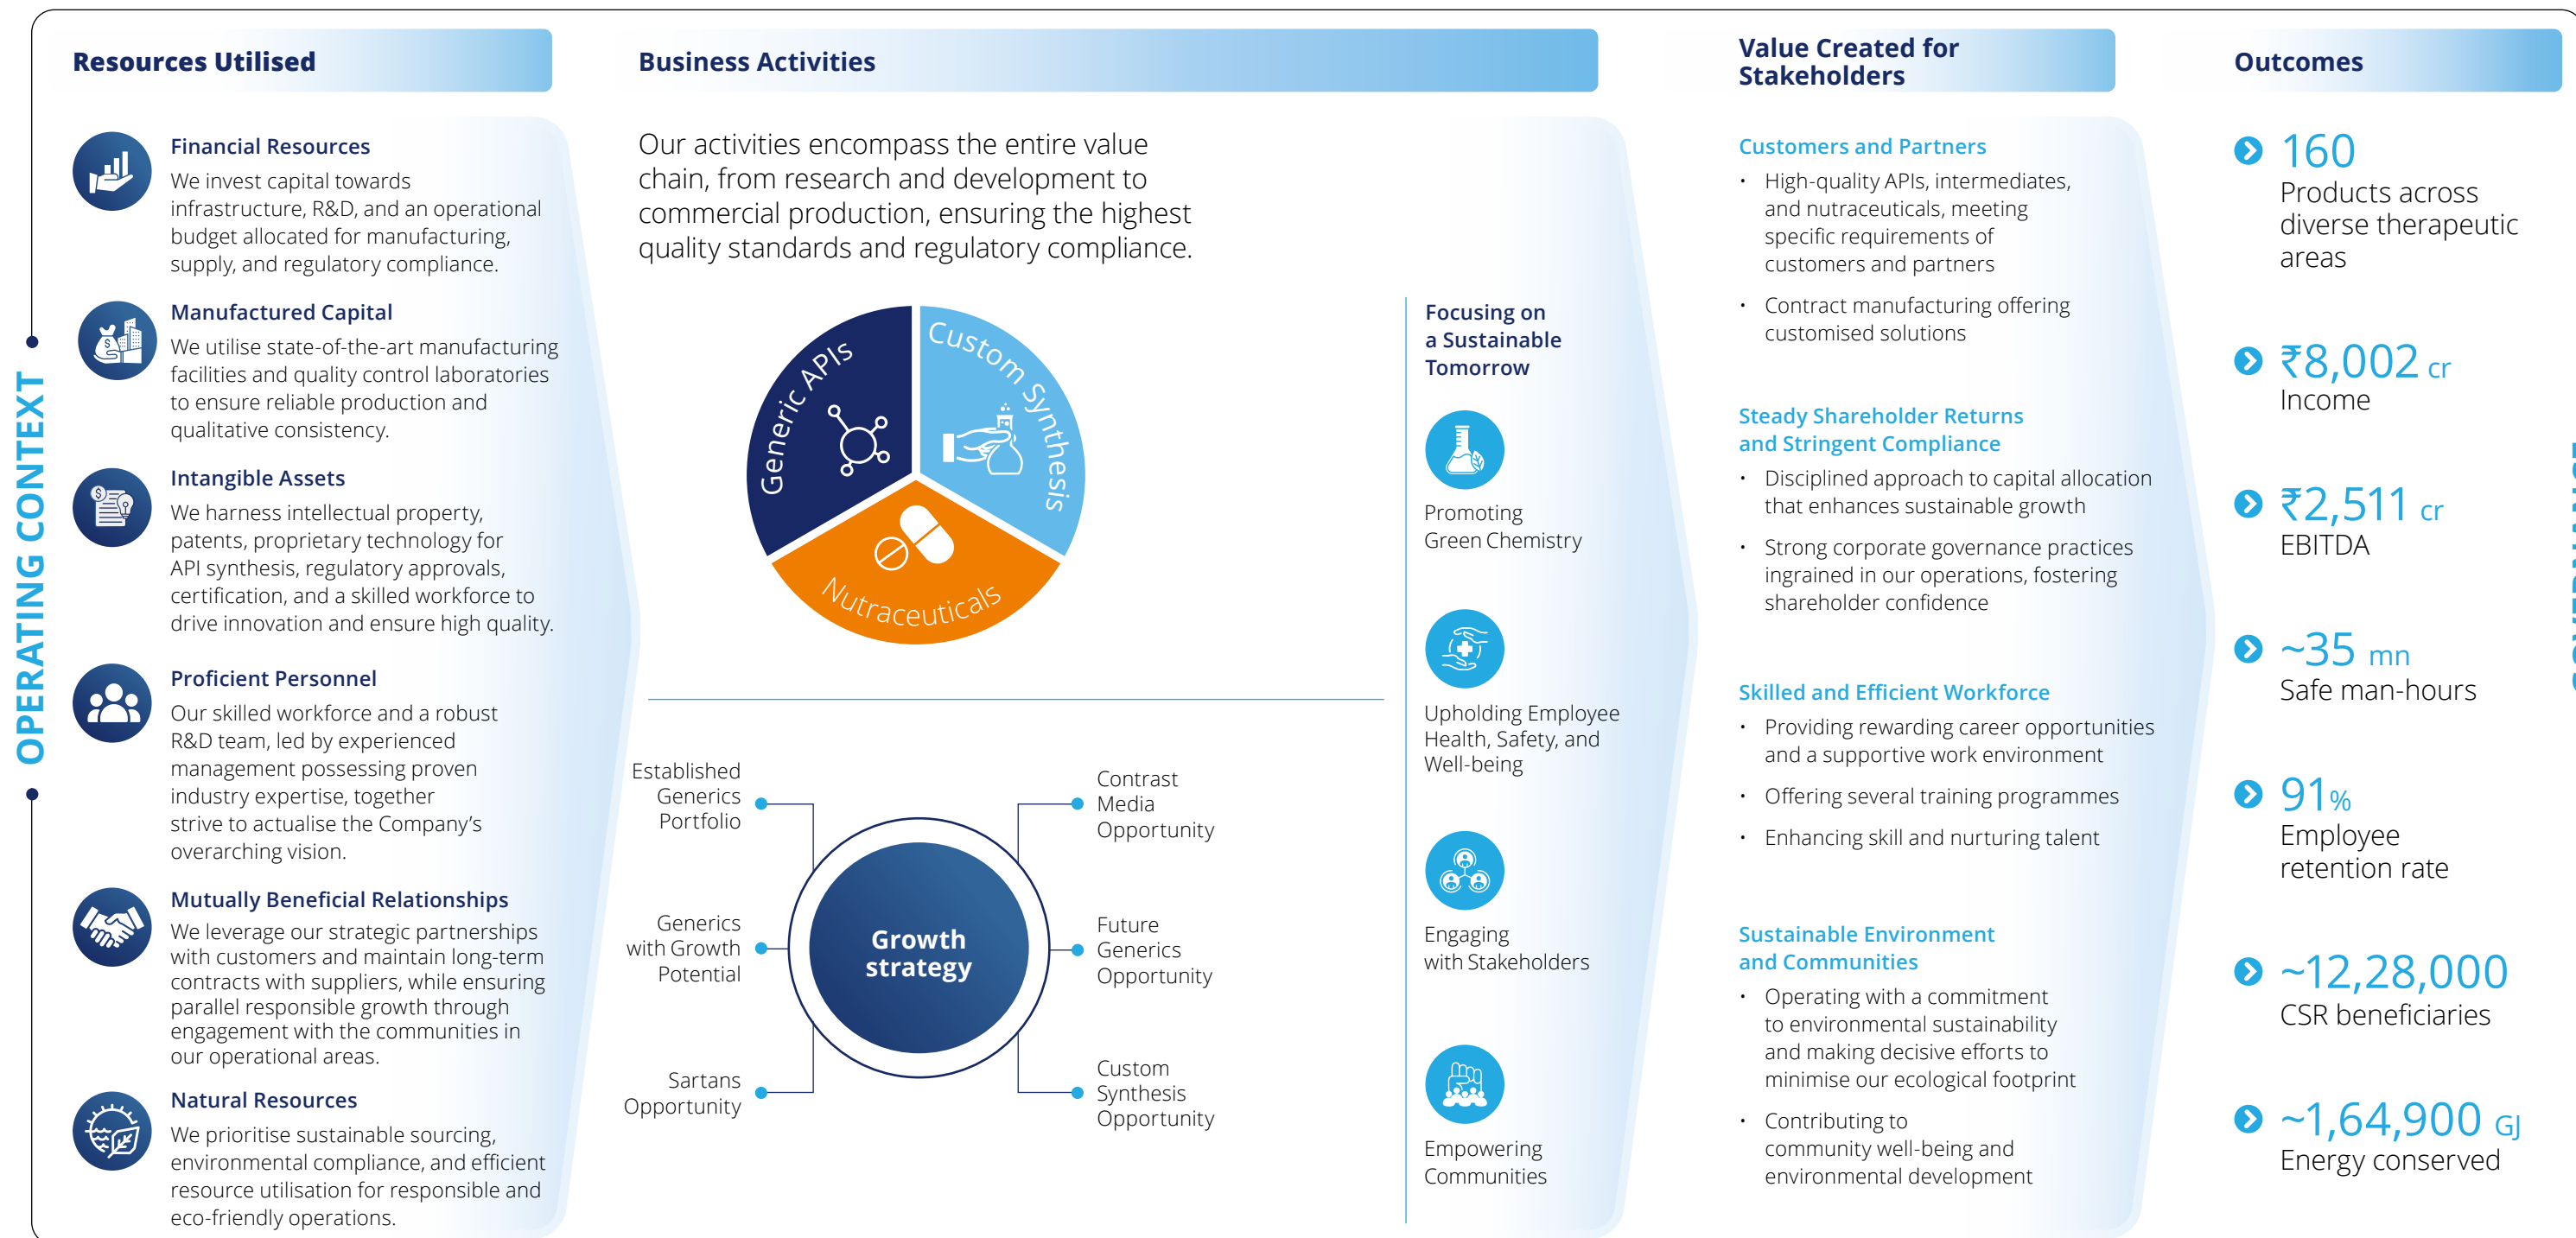 OPERATING CONTEXT
Resources Utilised
Financial Resources
We invest capital towards
infrastructure, R&D, and an operational
budget allocated for manufacturing,
supply, and regulatory compliance.
Manufactured Capital
We utilise state-of-the-art manufacturing
facilities and quality control laboratories
to ensure reliable production and
qualitative consistency.
Intangible Assets
We harness intellectual property,
patents, proprietary technology for
API synthesis, regulatory approvals,
certification, and a skilled workforce to
drive innovation and ensure high quality.
Proficient Personnel
Our skilled workforce and a robust
R&D team, led by experienced
management possessing proven
industry expertise, together
strive to actualise the Company's
overarching vision.
Mutually Beneficial Relationships
We leverage our strategic partnerships
with customers and maintain long-term
contracts with suppliers, while ensuring
parallel responsible growth through
engagement with the communities in
our operational areas.
Natural Resources
We prioritise sustainable sourcing,
environmental compliance, and efficient
resource utilisation for responsible and
eco-friendly operations.
Business Activities
Our activities encompass the entire value
chain, from research and development to
commercial production, ensuring the highest
quality standards and regulatory compliance.
Generic APIs
Custom Synthesis
Nutraceuticals
Established
Generics
Portfolio
Generics
with Growth
Potential
Sartans
Opportunity
Growth
strategy
Contrast
Media
Opportunity
Future
Generics
Opportunity
Custom
Synthesis
Opportunity
Focusing on
a Sustainable
Tomorrow
Promoting
Green Chemistry
Upholding Employee
Health, Safety, and
Well-being
Engaging
with Stakeholders
Empowering
Communities
Value Created for
Stakeholders
Customers and Partners
• High-quality APIs, intermediates,
and nutraceuticals, meeting
specific requirements of
customers and partners
• Contract manufacturing offering
customised solutions
Steady Shareholder Returns
and Stringent Compliance
• Disciplined approach to capital allocation
that enhances sustainable growth
• Strong corporate governance practices
ingrained in our operations, fostering
shareholder confidence
Skilled and Efficient Workforce
• Providing rewarding career opportunities
and a supportive work environment
• Offering several training programmes
• Enhancing skill and nurturing talent
Sustainable Environment
and Communities
• Operating with a commitment
to environmental sustainability
and making decisive efforts to
minimise our ecological footprint
• Contributing to
community well-being and
environmental development
Outcomes
160
Products across
diverse therapeutic
areas
₹8,002 cr
Income
₹2,511 cr
EBITDA
~35 mn
Safe man-hours
91%
Employee
retention rate
~12,28,000
CSR beneficiaries
~1,64,900 GJ
Energy conserved